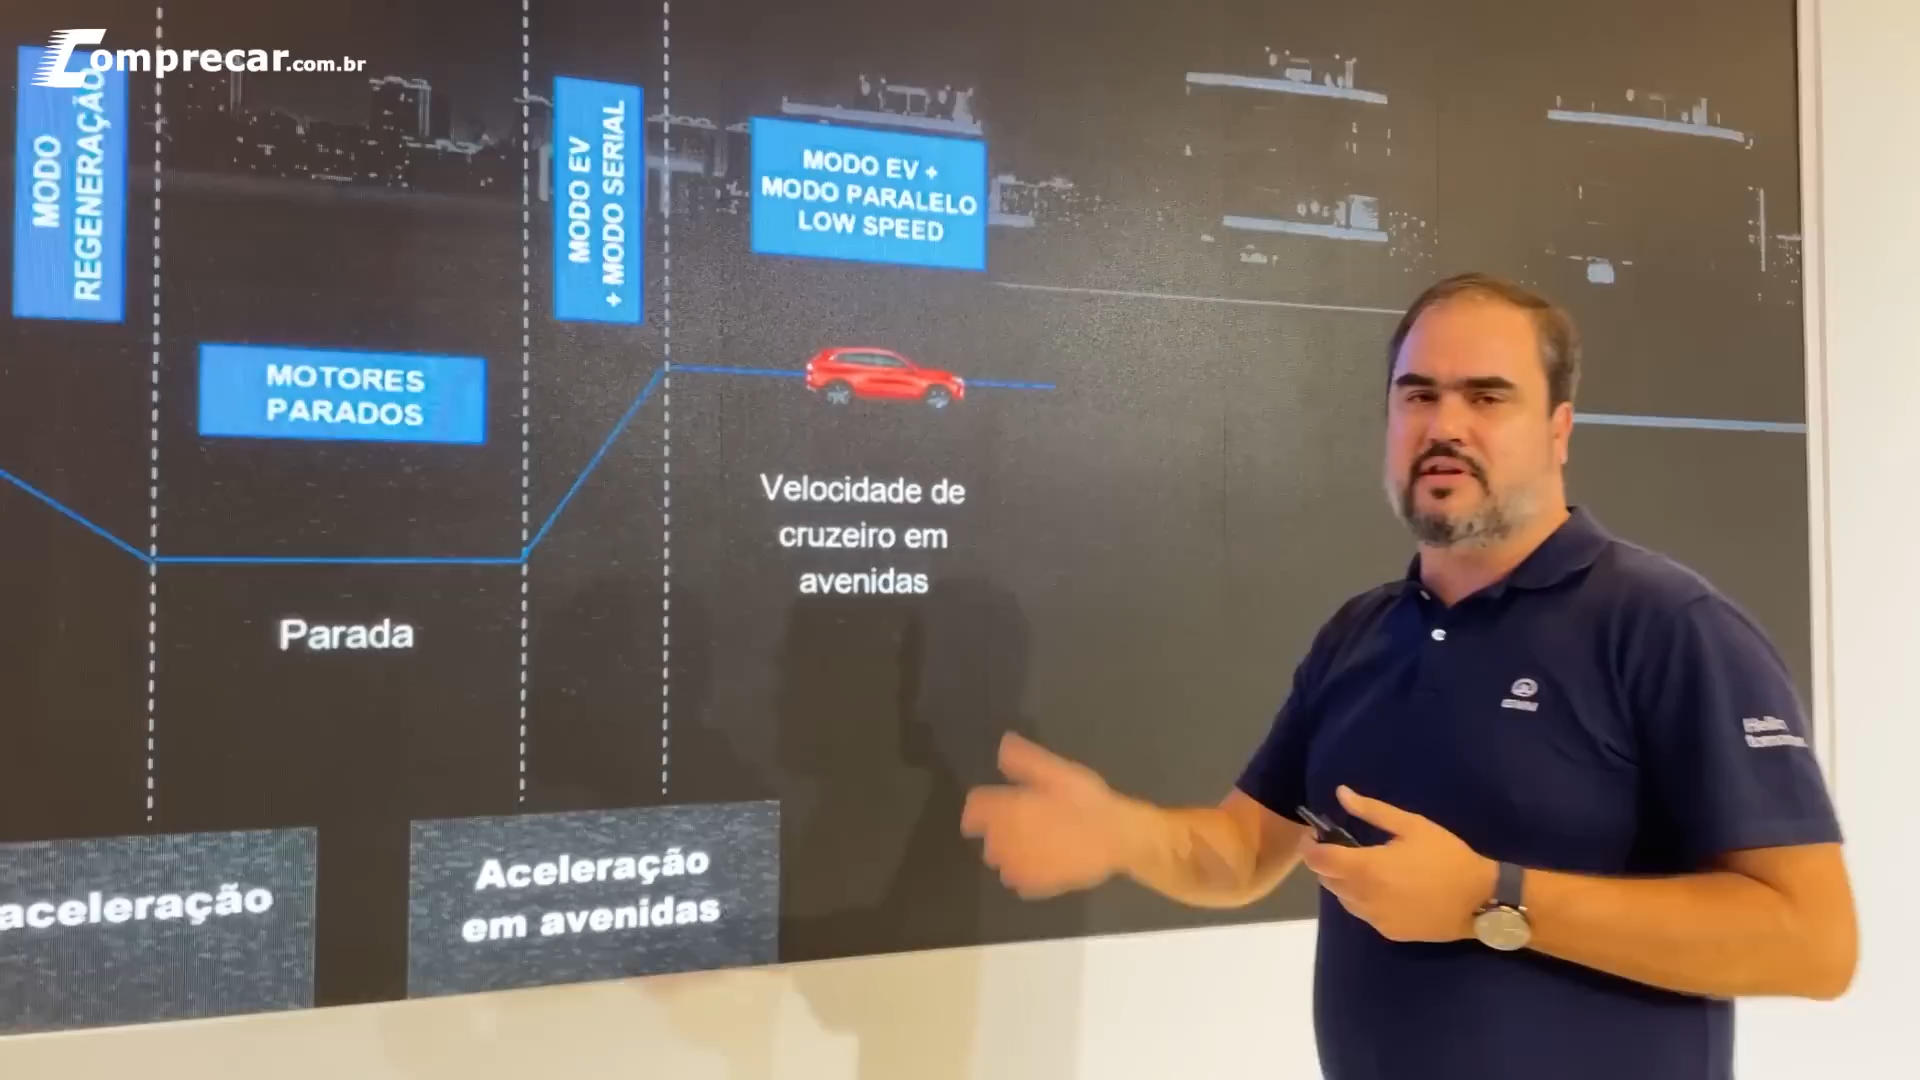 Comprecar.com.br
MODO
REGENERAÇÃO
MOTORES
PARADOS
MODO EV
+ MODO SERIAL
MODO EV +
MODO PARALELO
LOW SPEED
Velocidade de
cruzeiro em
avenidas
Parada
aceleração
Aceleração
em avenidas
GWM